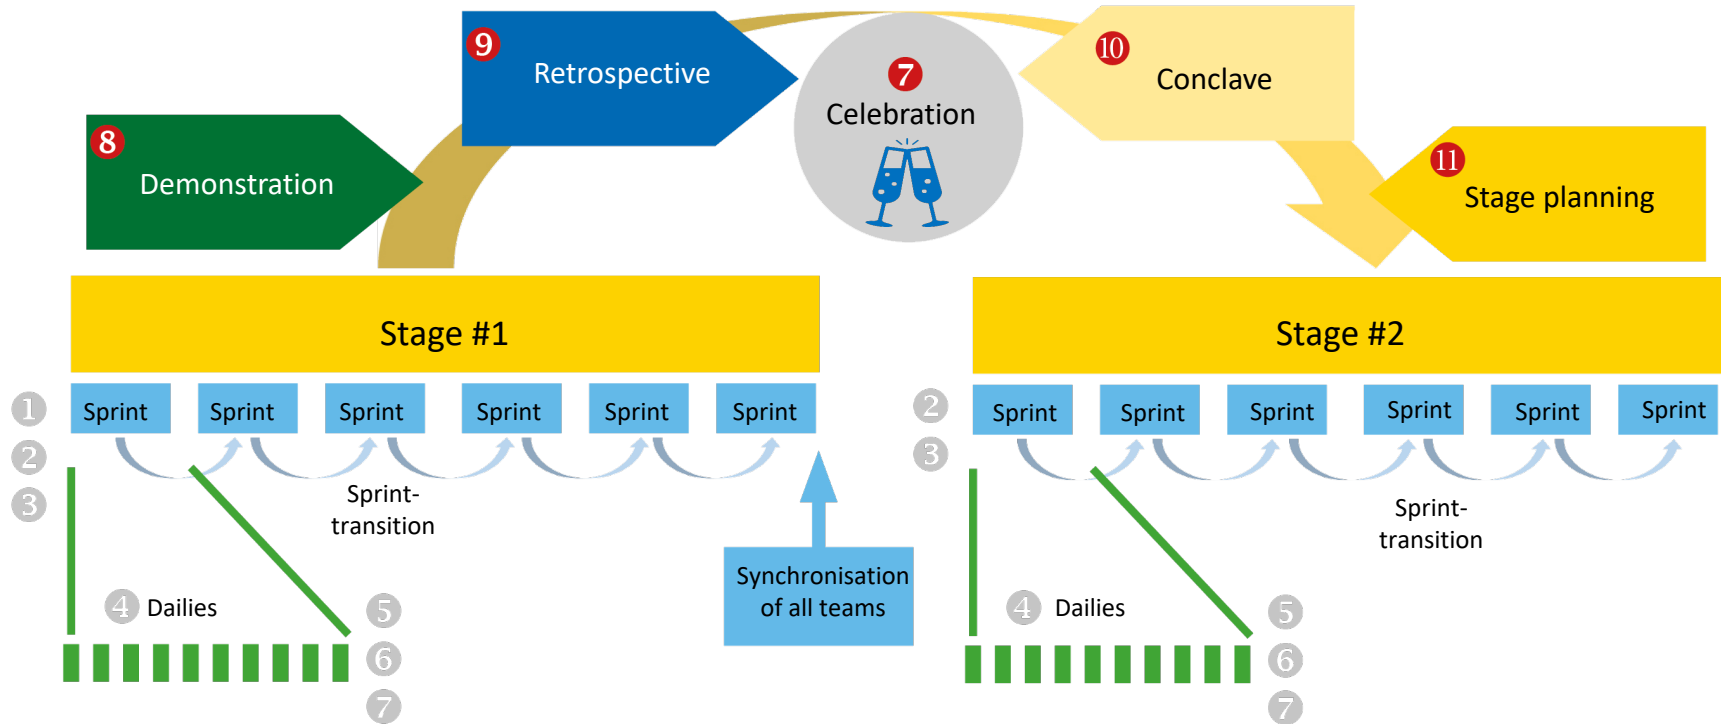 9
Retrospective
7
Celebration
10
Conclave
8
Demonstration
11
Stage planning
Stage #1
Stage #2
1
Sprint Sprint Sprint Sprint Sprint Sprint
2
3
Sprint-
transition
Synchronisation
of all teams
4 Dailies
5
6
7
2
Sprint Sprint Sprint Sprint Sprint Sprint
3
Sprint-
transition
4 Dailies
5
6
7